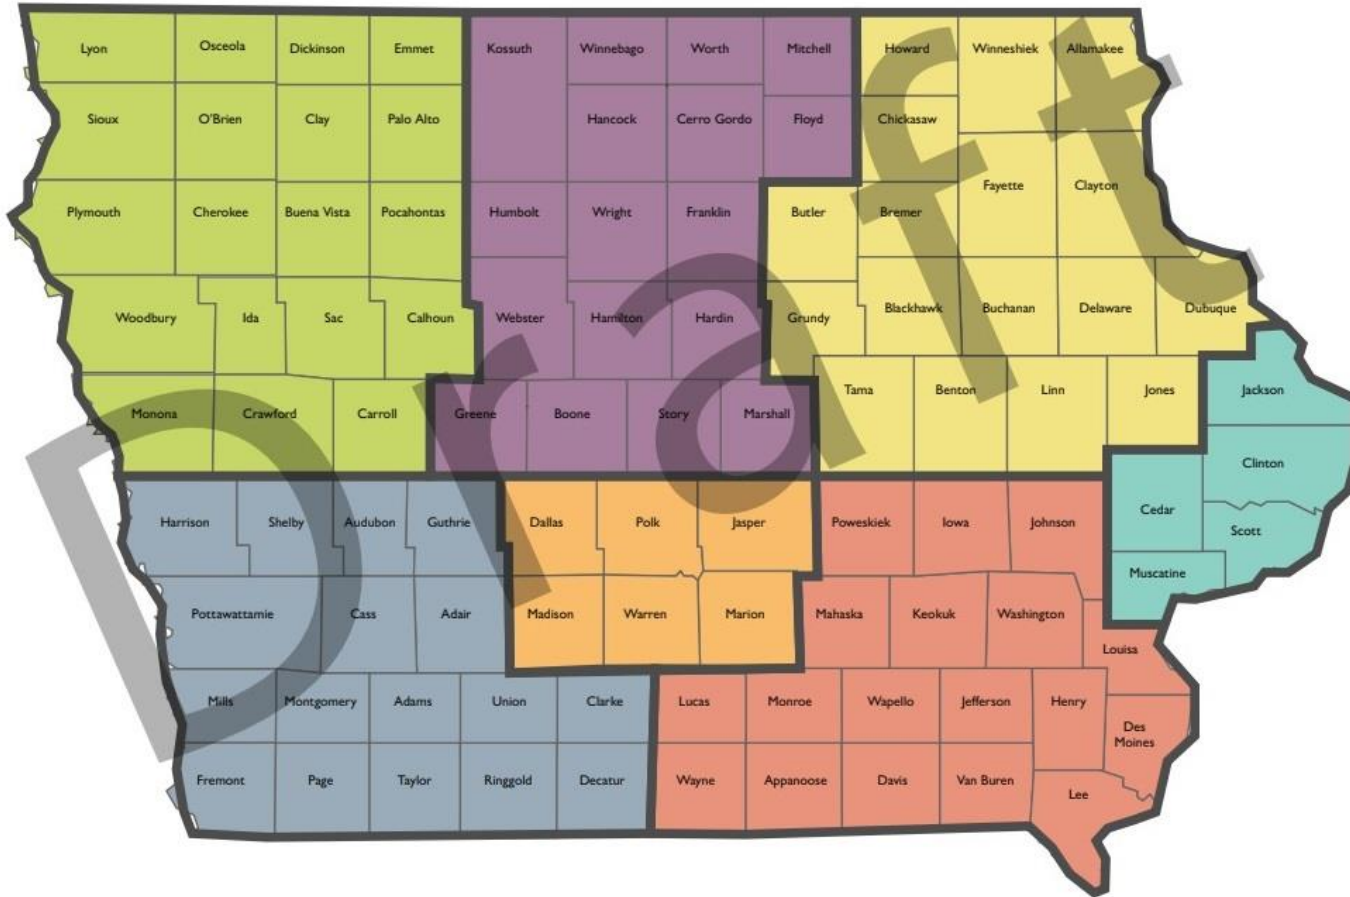 Lyon Osceola Dickinson Emmet Kossuth Winnebago Worth Mitchell Howard Winneshiek Allamakee
Sioux O'Brien Clay Palo Alto Hancock Cerro Gordo Floyd Chickasaw
Plymouth Cherokee Buena Vista Pocahontas Humbolt Wright Franklin Butler Bremer Fayette Clayton
Woodbury Ida Sac Calhoun Webster Hamilton Hardin Grundy Blackhawk Buchanan Delaware Dubuque
Monona Crawford Carroll Greene Boone Story Marshall Tama Benton Linn Jones Jackson
Clinton
Harrison Shelby Audubon Guthrie Dallas Polk Jasper Poweskiek Iowa Johnson Cedar Scott
Muscatine
Pottawattamie Cass Adair Madison Warren Marion Mahaska Keokuk Washington
Louisa
Mills Montgomery Adams Union Clarke Lucas Monroe Wapello Jefferson Henry
Des
Moines
Fremont Page Taylor Ringgold Decatur Wayne Appanoose Davis Van Buren Lee
Draft